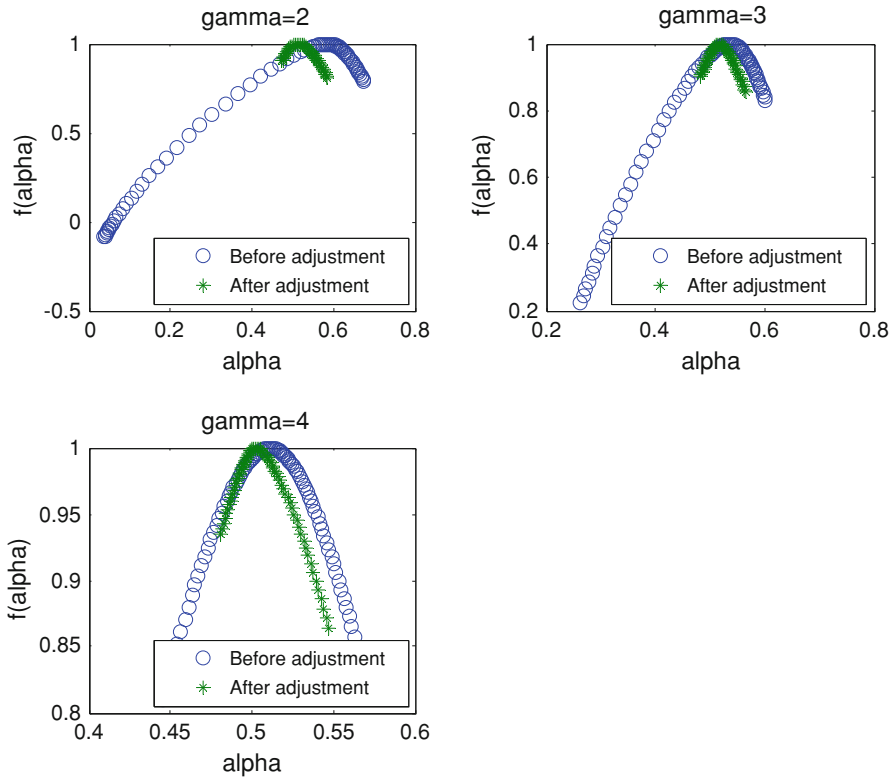 gamma=2
1
0.5
0
-0.5
f(alpha)
Before adjustment
After adjustment
0 0.2 0.4 0.6 0.8
alpha
gamma=3
1
0.8
0.6
0.4
0.2
f(alpha)
Before adjustment
After adjustment
0.2 0.4 0.6 0.8
alpha
gamma=4
1
0.95
0.9
0.85
0.8
f(alpha)
Before adjustment
After adjustment
0.4 0.45 0.5 0.55 0.6
alpha